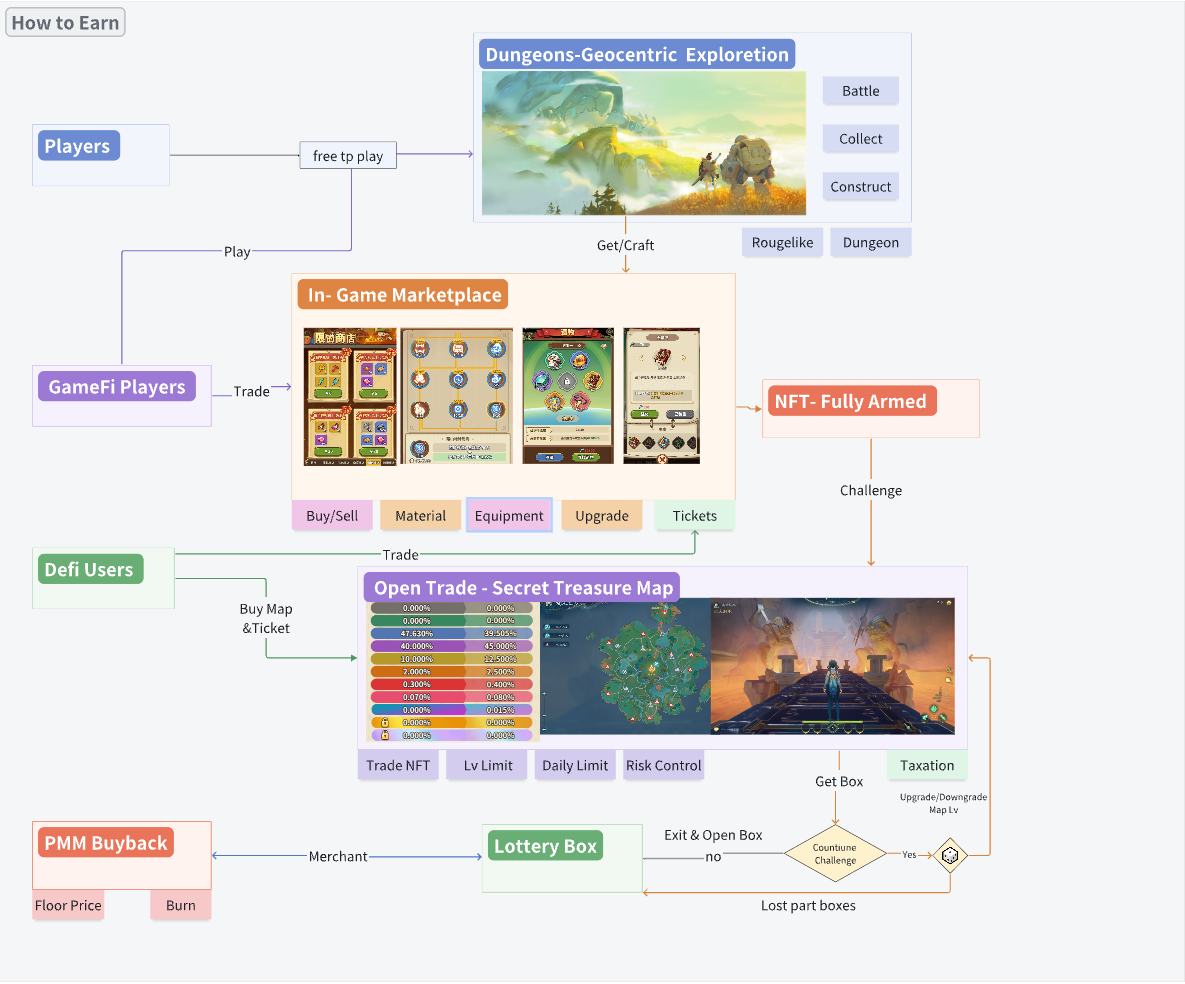 How to Earn
Dungeons-Geocentric Exploretion
Battle
Collect
Construct
Rougelike
Dungeon
Players
free tp play
Play
Get/Craft
In- Game Marketplace
限时商店
遗物
GameFi Players
Trade
NFT- Fully Armed
Challenge
Buy/Sell
Material
Equipment
Upgrade
Tickets
Defi Users
Trade
Buy Map
&Ticket
Open Trade - Secret Treasure Map
0.000% 0.000%
0.000% 0.000%
47.630% 39.505%
40.000% 45.000%
10.000% 12.500%
2.000% 2.500%
0.300% 0.400%
0.070% 0.080%
0.000% 0.015%
0.000% 0.000%
0.000% 0.000%
Trade NFT
Lv Limit
Daily Limit
Risk Control
Taxation
Get Box
Upgrade/Downgrade
Map Lv
PMM Buyback
Floor Price
Burn
Merchant
Lottery Box
Exit & Open Box
no
Countiune
Challenge
Yes
Lost part boxes